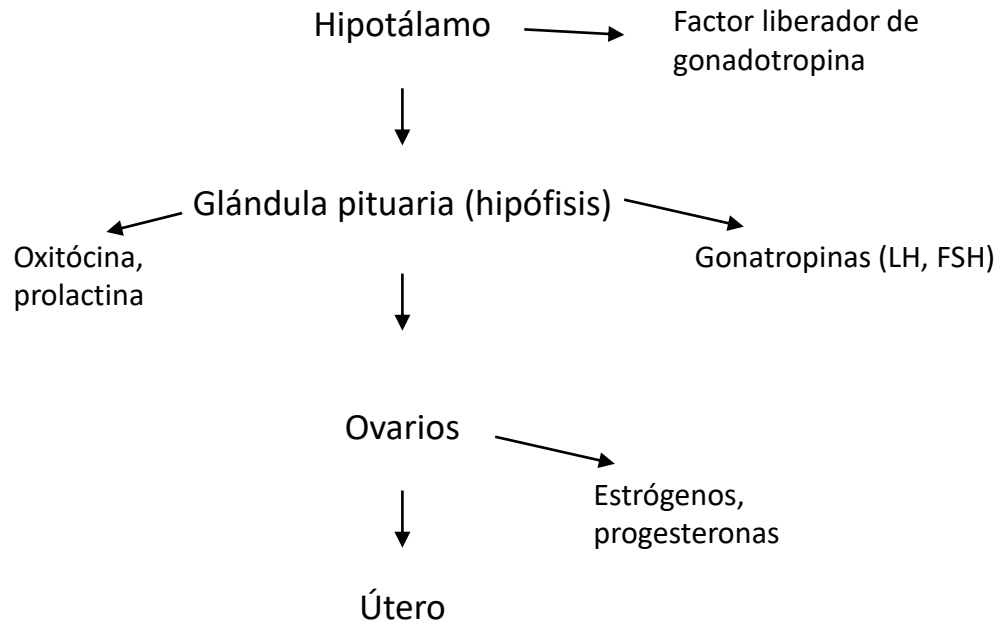 Hipotálamo
Factor liberador de
gonadotropina
Glándula pituaria (hipófisis)
Oxitócina,
prolactina
Gonatropinas (LH, FSH)
Ovarios
Estrógenos,
progesteronas
Útero